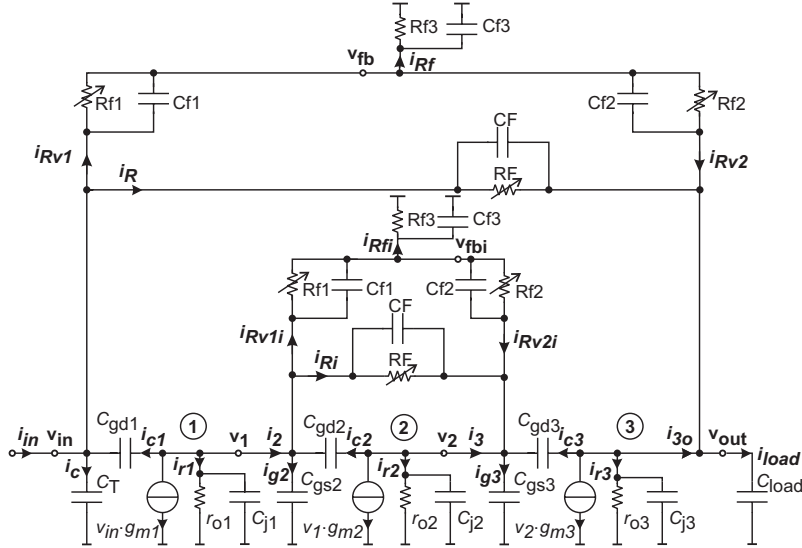 Rf3 Cf3
vfb iRf
Rf1 Cf1 Cf2 Rf2
CF
iRv1 iR iRv2
RF
Rf3 Cf3
iRfi vfbi
Rf1 Cf1 Cf2 Rf2
CF
iRv1i iRi RF iRv2i
Cgd1 1 Cgd2 2 Cgd3 3
iin vin ic1 v1 i2 ic2 v2 i3 ic3 i3o vout iload
ic ir1 ig2 ir2 ig3 ir3
CT Cgs2 Cgs3 Cload
ro1 Cj1 ro2 Cj2 ro3 Cj3
vin·gm1 v1·gm2 v2·gm3